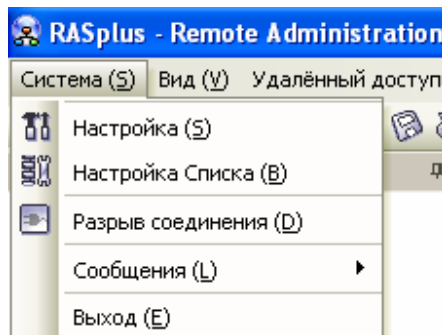 RASplus - Remote Administration
Система (S) Вид (V) Удалённый доступ
Настройка (S)
Настройка Списка (B)
Разрыв соединения (D)
Сообщения (L)
Выход (E)